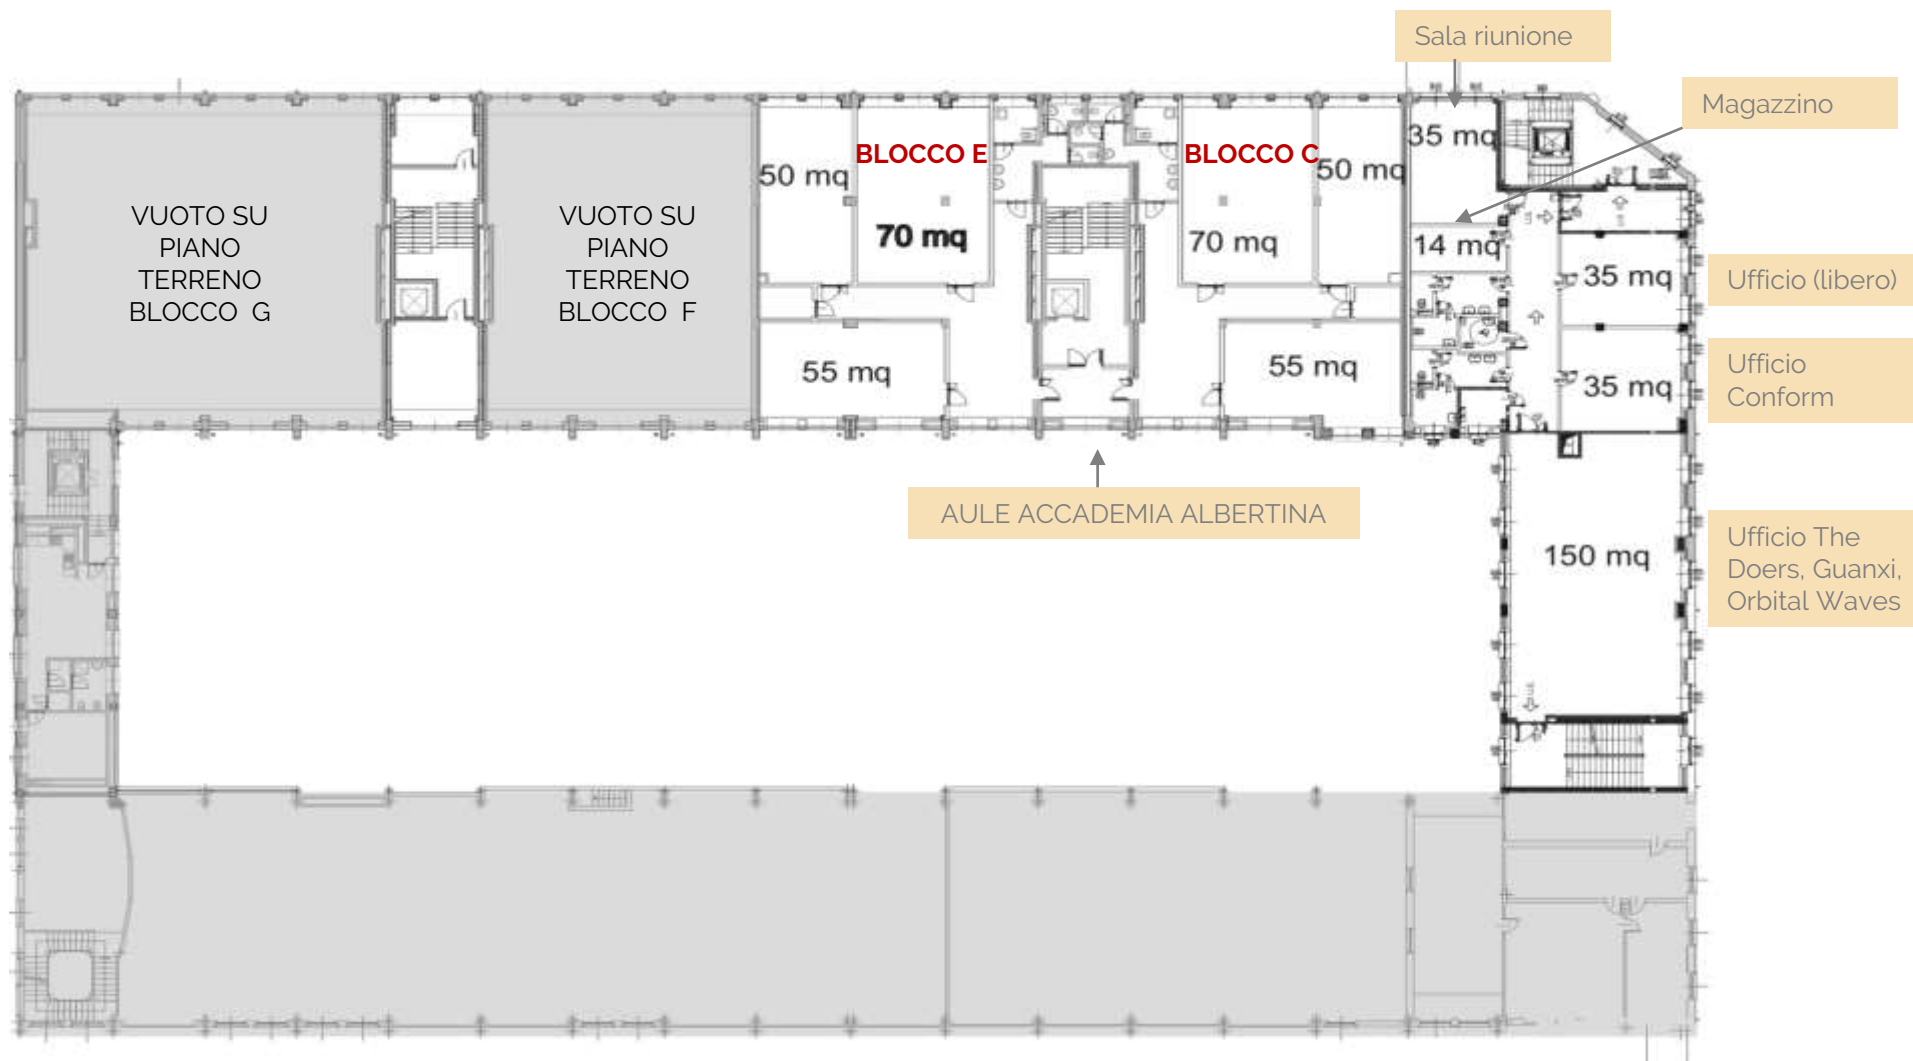 Sala riunione
Magazzino
35 mq
BLOCCO E
BLOCCO C
50 mq
50 mq
VUOTO SU
PIANO
TERRENO
BLOCCO G
VUOTO SU
PIANO
TERRENO
BLOCCO F
70 mq
70 mq
14 mq
35 mq
Ufficio (libero)
55 mq
55 mq
35 mq
Ufficio
Conform
AULE ACCADEMIA ALBERTINA
150 mq
Ufficio The
Doers, Guanxi,
Orbital Waves